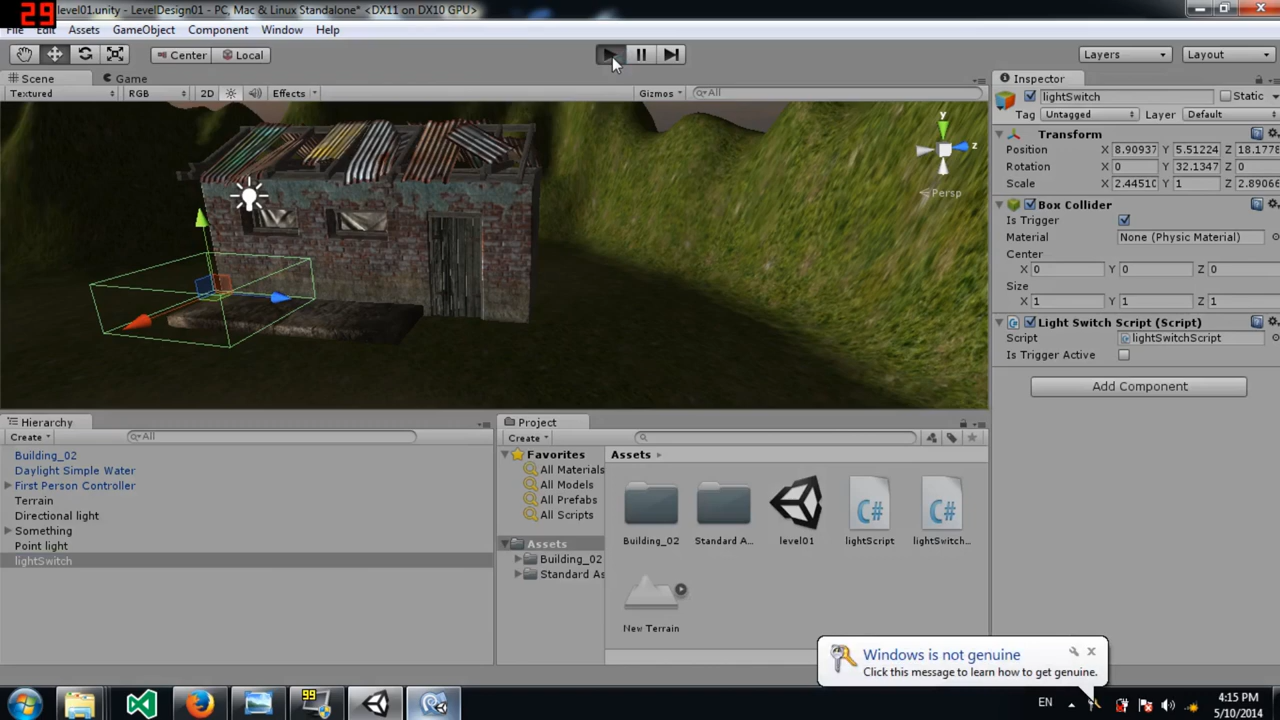 29
level01.unity - LevelDesign01 - PC, Mac & Linux Standalone* <DX11 on DX10 GPU>
File Edit Assets GameObject Component Window Help
Center Local Layers Layout
Scene Game
Textured RGB 2D Effects Gizmos All
y
z
Persp
Inspector
lightSwitch Static
Tag Untagged Layer Default
Transform
Position X 8.90937 Y 5.51224 Z 18.1778
Rotation X 0 Y 32.1347 Z 0
Scale X 2.44510 Y 1 Z 2.89066
Box Collider
Is Trigger
Material None (Physic Material)
Center
X 0 Y 0 Z 0
Size
X 1 Y 1 Z 1
Light Switch Script (Script)
Script lightSwitchScript
Is Trigger Active
Add Component
Hierarchy
Create All
Building_02
Daylight Simple Water
First Person Controller
Terrain
Directional light
Something
Point light
lightSwitch
Project
Create
Favorites
All Materials
All Models
All Prefabs
All Scripts
Assets
Building_02
Standard As
Assets
Building_02 Standard A... level01 lightScript lightSwitch...
New Terrain
Windows is not genuine
Click this message to learn how to get genuine.
99
EN
4:15 PM
5/10/2014